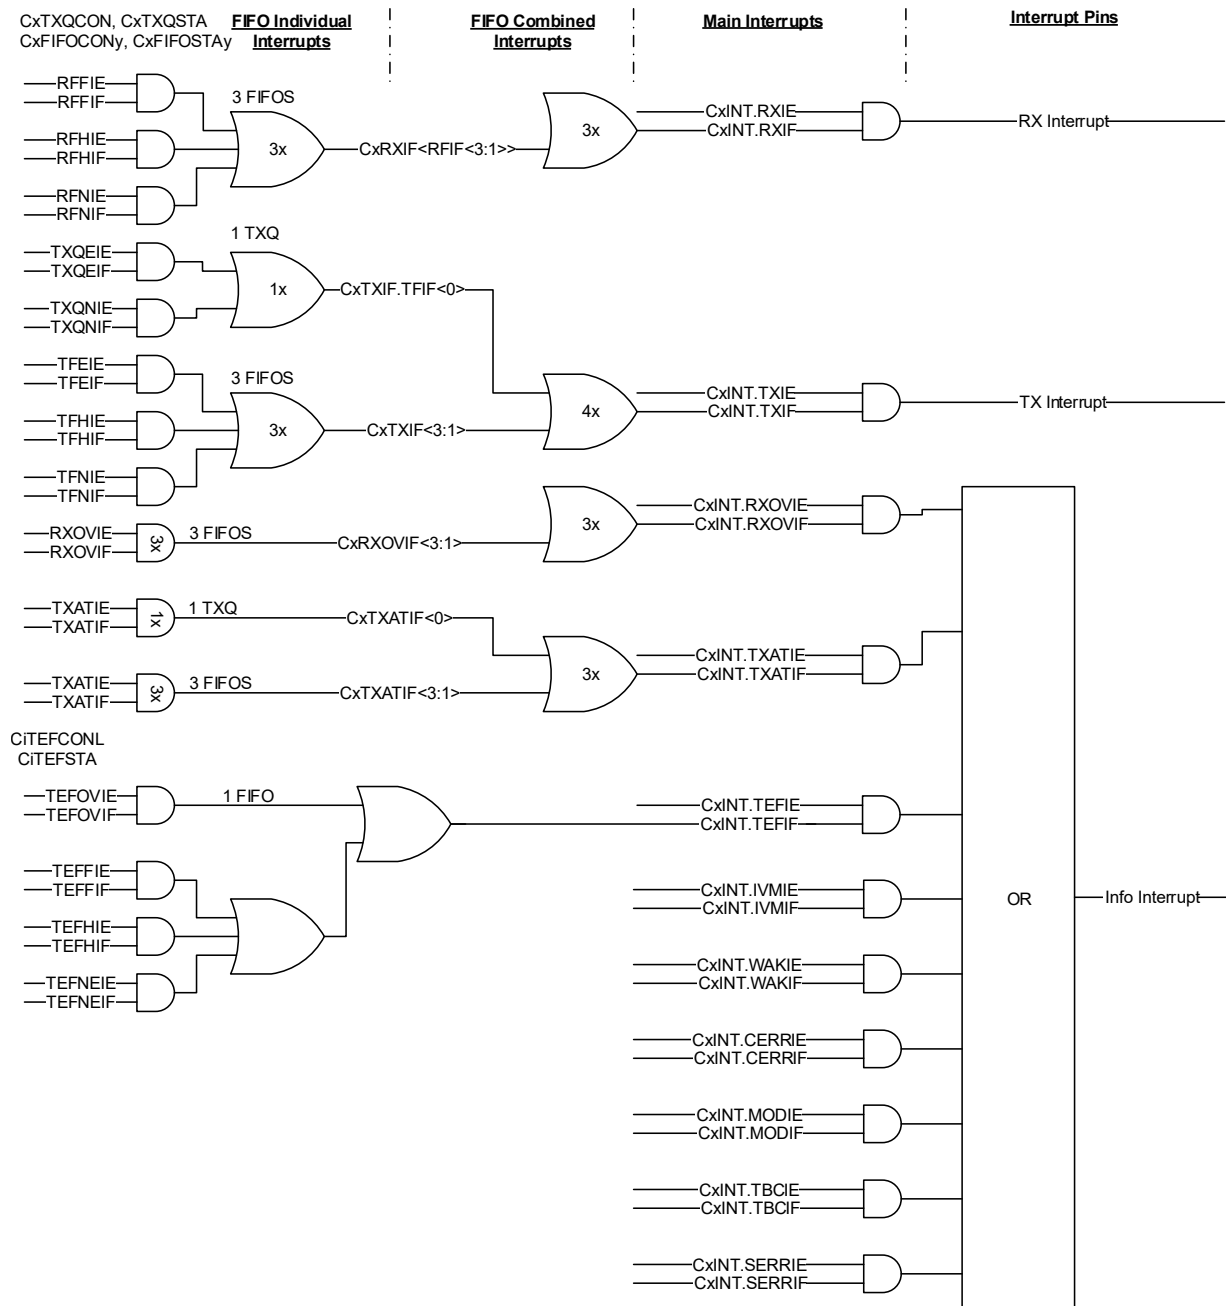 CxTXQCON, CxTXQSTA
CxFIFOCONy, CxFIFOSTAy
FIFO Individual
Interrupts
FIFO Combined
Interrupts
Main Interrupts
Interrupt Pins
RFFIE
RFFIF
RFHIE
RFHIF
RFNIE
RFNIF
3 FIFOS
3x
CxRXIF<RFIF<3:1>>
3x
CxINT.RXIE
CxINT.RXIF
RX Interrupt
TXQEIE
TXQEIF
TXQNIE
TXQNIF
1 TXQ
1x
CxTXIF.TFIF<0>
TFEIE
TFEIF
TFHIE
TFHIF
TFNIE
TFNIF
3 FIFOS
3x
CxTXIF<3:1>
4x
CxINT.TXIE
CxINT.TXIF
TX Interrupt
RXOVIE
RXOVIF
3x
3 FIFOS
CxRXOVIF<3:1>
3x
CxINT.RXOVIE
CxINT.RXOVIF
TXATIE
TXATIF
1x
1 TXQ
CxTXATIF<0>
TXATIE
TXATIF
3x
3 FIFOS
CxTXATIF<3:1>
3x
CxINT.TXATIE
CxINT.TXATIF
CiTEFCONL
CiTEFSTA
TEFOVIE
TEFOVIF
1 FIFO
TEFFIE
TEFFIF
TEFHIE
TEFHIF
TEFNEIE
TEFNEIF
CxINT.TEFIE
CxINT.TEFIF
CxINT.IVMIE
CxINT.IVMIF
CxINT.WAKIE
CxINT.WAKIF
CxINT.CERRIE
CxINT.CERRIF
CxINT.MODIE
CxINT.MODIF
CxINT.TBCIE
CxINT.TBCIF
CxINT.SERRIE
CxINT.SERRIF
OR
Info Interrupt